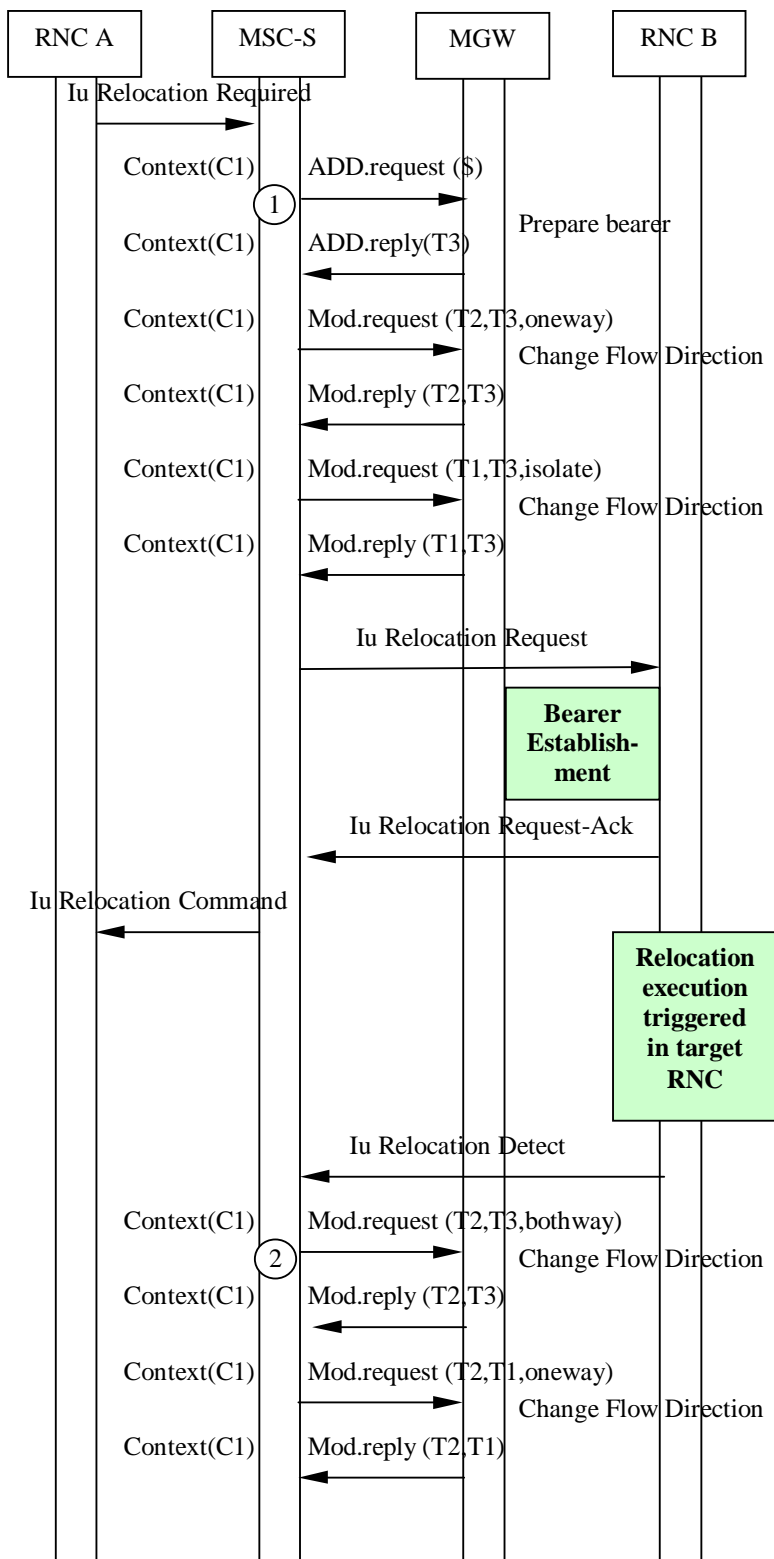 RNC A
MSC-S
MGW
RNC B
Iu Relocation Required
Context(C1)
ADD.request ($)
1
Prepare bearer
Context(C1)
ADD.reply(T3)
Context(C1)
Mod.request (T2,T3,oneway)
Change Flow Direction
Context(C1)
Mod.reply (T2,T3)
Context(C1)
Mod.request (T1,T3,isolate)
Change Flow Direction
Context(C1)
Mod.reply (T1,T3)
Iu Relocation Request
Bearer
Establish-
ment
Iu Relocation Request-Ack
Iu Relocation Command
Relocation
execution
triggered
in target
RNC
Iu Relocation Detect
Context(C1)
Mod.request (T2,T3,bothway)
2
Change Flow Direction
Context(C1)
Mod.reply (T2,T3)
Context(C1)
Mod.request (T2,T1,oneway)
Change Flow Direction
Context(C1)
Mod.reply (T2,T1)